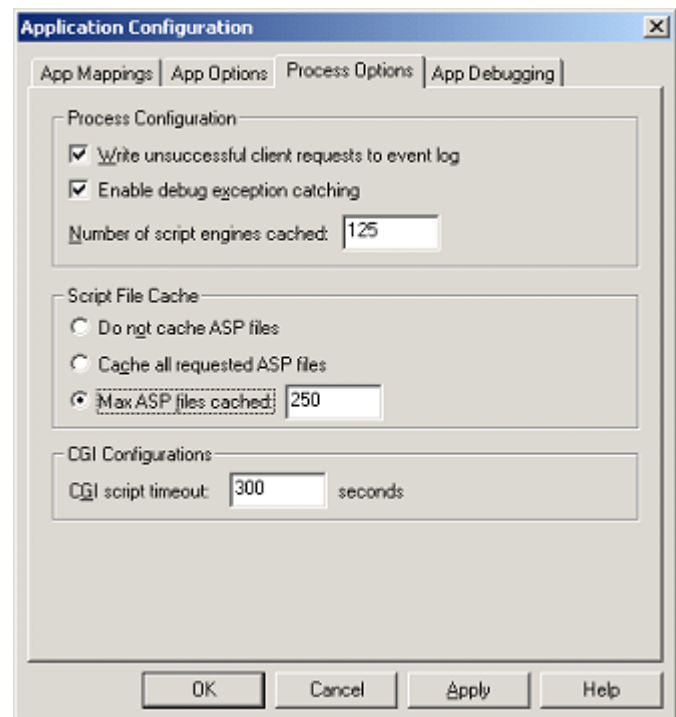 Application Configuration
App Mappings App Options Process Options App Debugging
Process Configuration
Write unsuccessful client requests to event log
Enable debug exception catching
Number of script engines cached: 125
Script File Cache
Do not cache ASP files
Cache all requested ASP files
Max ASP files cached: 250
CGI Configurations
CGI script timeout: 300 seconds
OK Cancel Apply Help